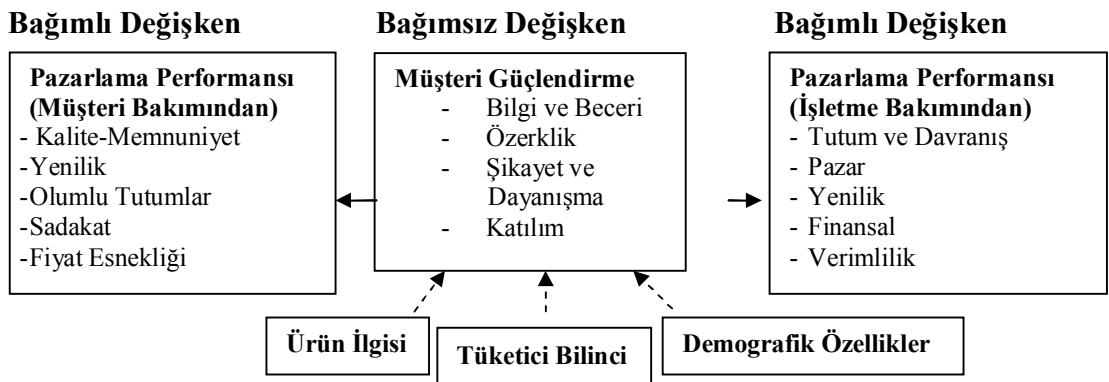 Bağımlı Değişken
Pazarlama Performansı
(Müşteri Bakımından)
- Kalite-Memnuniyet
-Yenilik
-Olumlu Tutumlar
-Sadakat
-Fiyat Esnekliği
Bağımsız Değişken
Müşteri Güçlendirme
- Bilgi ve Beceri
- Özerklik
- Şikayet ve
Dayanışma
- Katılım
Bağımlı Değişken
Pazarlama Performansı
(İşletme Bakımından)
- Tutum ve Davranış
- Pazar
- Yenilik
- Finansal
- Verimlilik
Ürün İlgisi
Tüketici Bilinci
Demografik Özellikler